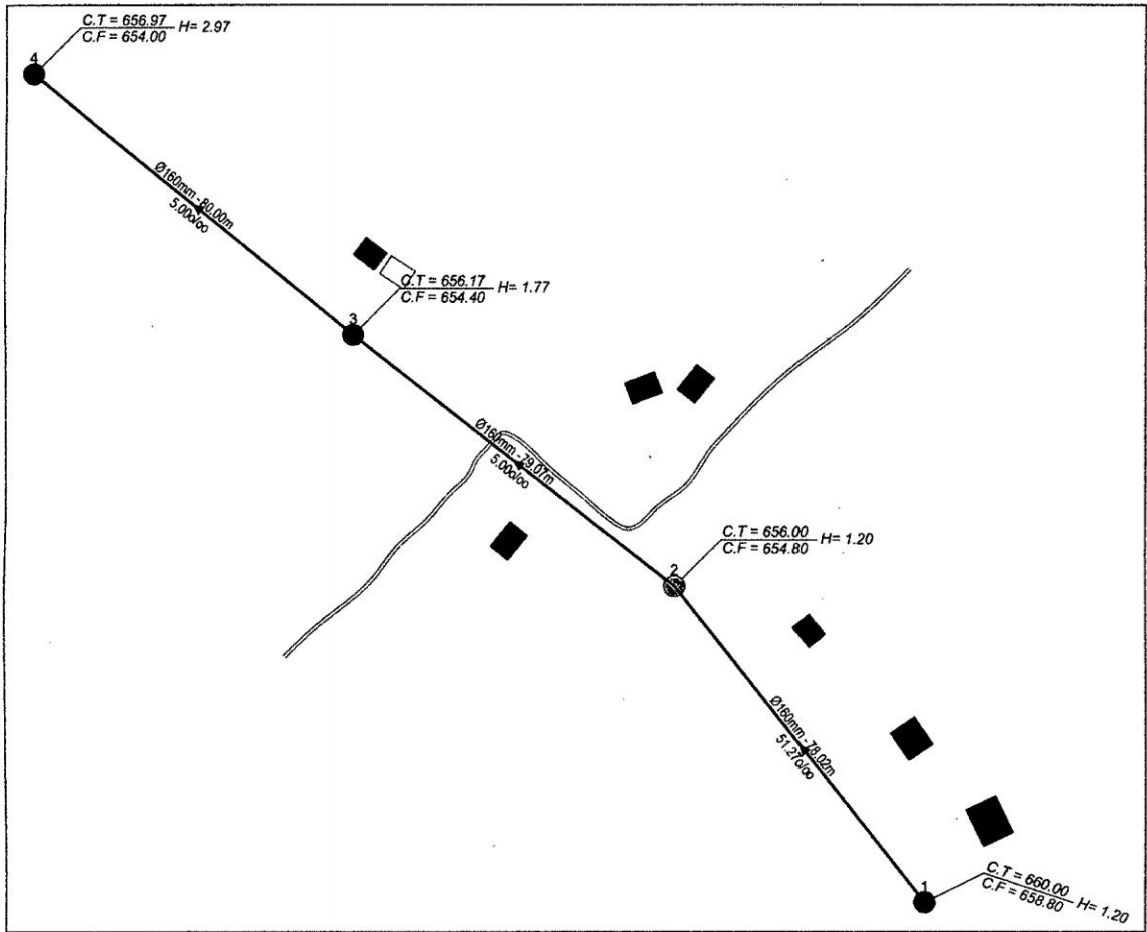 C.T = 656.97
C.F = 654.00
H= 2.97
4
Ø160mm -80.00m
5.00o/oo
C.T = 656.17
C.F = 654.40
H= 1.77
3
Ø160mm -79.07m
5.00o/oo
C.T = 656.00
C.F = 654.80
H= 1.20
2
Ø160mm -78.02m
51.27o/oo
C.T = 660.00
C.F = 658.80
H= 1.20
1